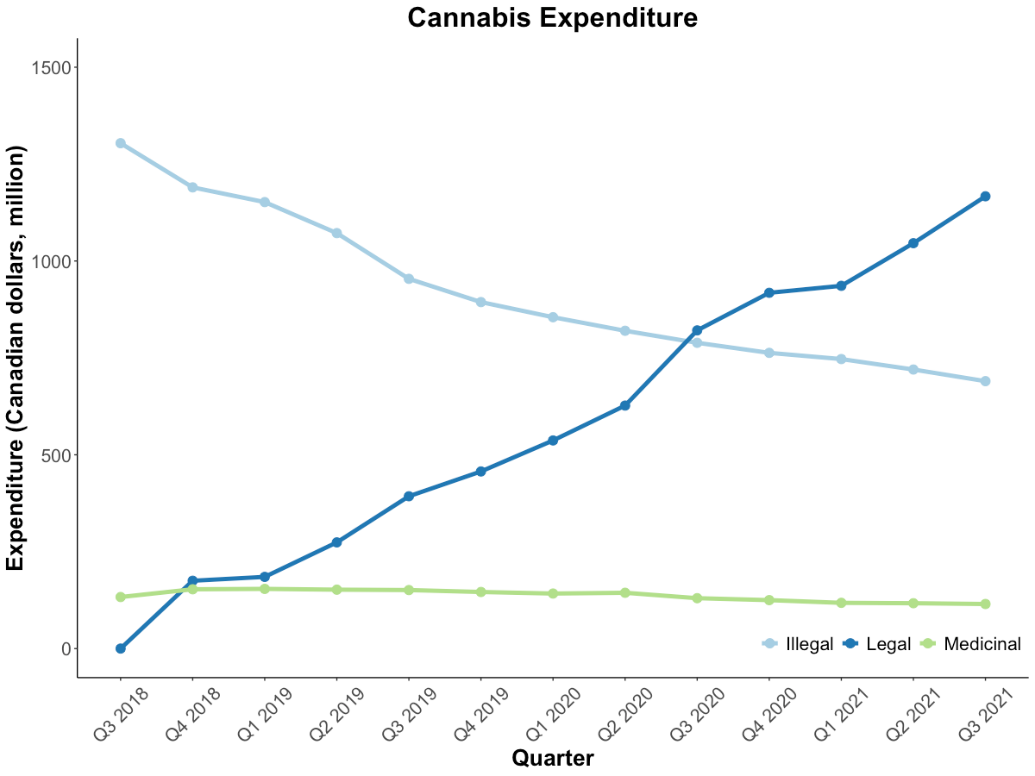 Cannabis Expenditure
Expenditure (Canadian dollars, million)
1500
1000
500
0
Illegal Legal Medicinal
Q3 2018 Q4 2018 Q1 2019 Q2 2019 Q3 2019 Q4 2019 Q1 2020 Q2 2020 Q3 2020 Q4 2020 Q1 2021 Q2 2021 Q3 2021
Quarter